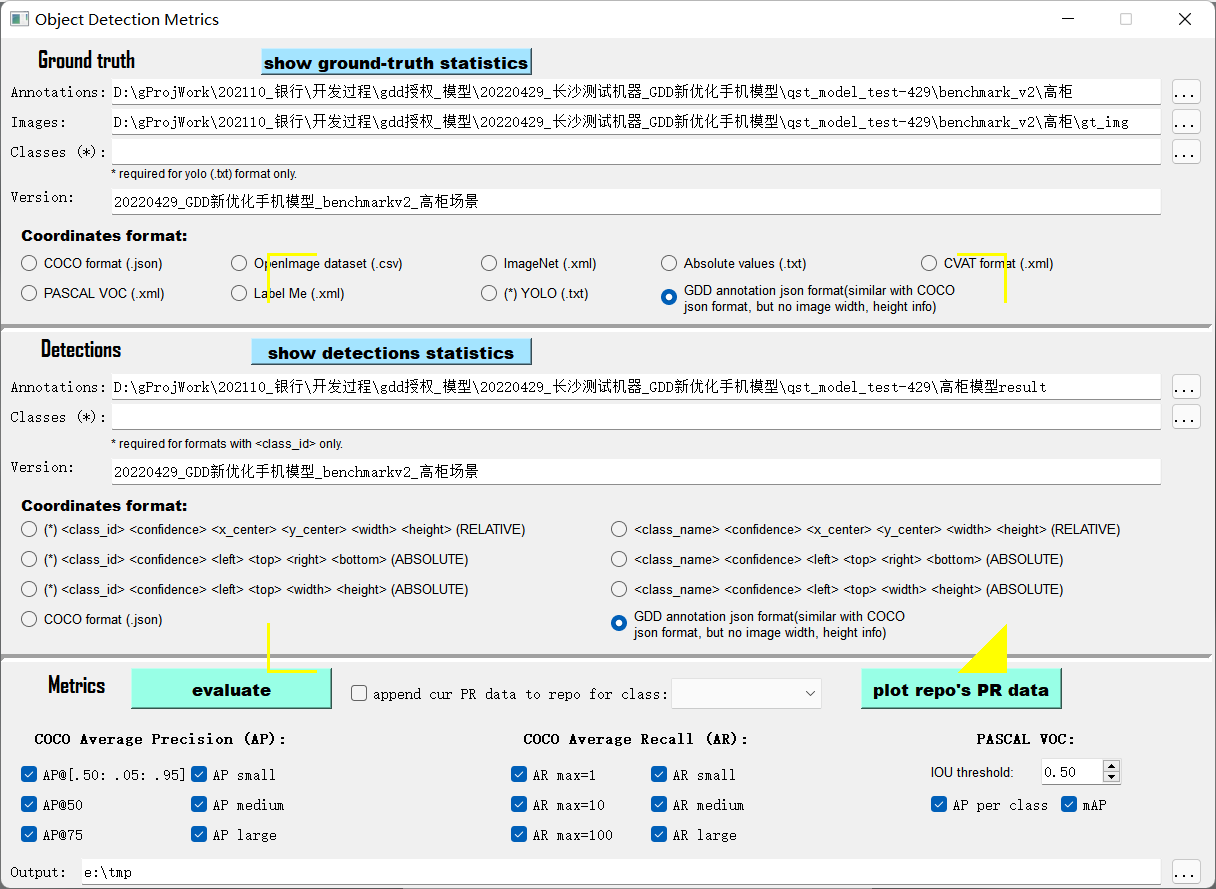 Object Detection Metrics
Ground truth
show ground-truth statistics
Annotations: D:\gProjWork\202110_银行\开发过程\gdd授权_模型\20220429_长沙测试机器_GDD新优化手机模型\qst_model_test-429\benchmark_v2\高柜 ...
Images: D:\gProjWork\202110_银行\开发过程\gdd授权_模型\20220429_长沙测试机器_GDD新优化手机模型\qst_model_test-429\benchmark_v2\高柜\gt_img ...
Classes (*): ...
* required for yolo (.txt) format only.
Version: 20220429_GDD新优化手机模型_benchmarkv2_高柜场景
Coordinates format:
COCO format (.json) OpenImage dataset (.csv) ImageNet (.xml) Absolute values (.txt) CVAT format (.xml)
PASCAL VOC (.xml) Label Me (.xml) (*) YOLO (.txt) GDD annotation json format(similar with COCO
json format, but no image width, height info)
Detections
show detections statistics
Annotations: D:\gProjWork\202110_银行\开发过程\gdd授权_模型\20220429_长沙测试机器_GDD新优化手机模型\qst_model_test-429\高柜模型result ...
Classes (*): ...
* required for formats with <class_id> only.
Version: 20220429_GDD新优化手机模型_benchmarkv2_高柜场景
Coordinates format:
(*) <class_id> <confidence> <x_center> <y_center> <width> <height> (RELATIVE) <class_name> <confidence> <x_center> <y_center> <width> <height> (RELATIVE)
(*) <class_id> <confidence> <left> <top> <right> <bottom> (ABSOLUTE) <class_name> <confidence> <left> <top> <right> <bottom> (ABSOLUTE)
(*) <class_id> <confidence> <left> <top> <width> <height> (ABSOLUTE) <class_name> <confidence> <left> <top> <width> <height> (ABSOLUTE)
COCO format (.json) GDD annotation json format(similar with COCO
json format, but no image width, height info)
Metrics
evaluate append cur PR data to repo for class: plot repo's PR data
COCO Average Precision (AP): COCO Average Recall (AR): PASCAL VOC:
AP@[.50: .05: .95] AP small AR max=1 AR small IOU threshold: 0.50
AP@50 AP medium AR max=10 AR medium AP per class mAP
AP@75 AP large AR max=100 AR large
Output: e:\tmp ...